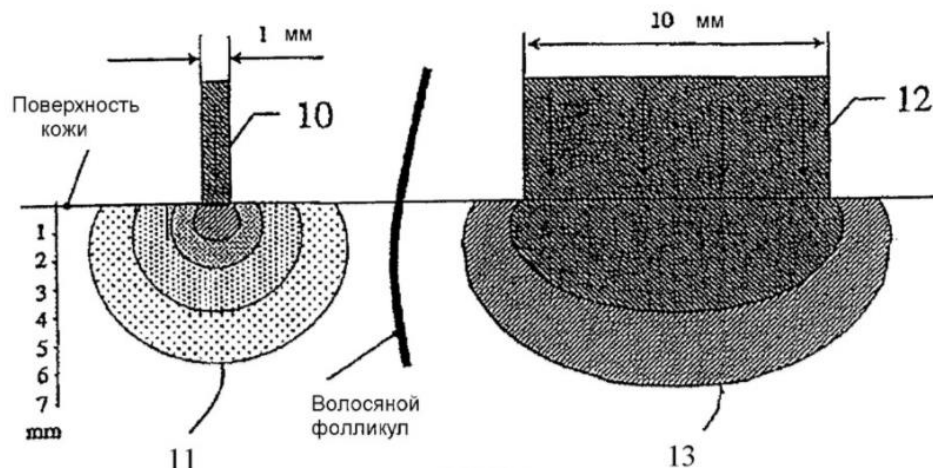 1 мм
10 мм
Поверхность
кожи
10
12
1
2
3
4
5
6
7
mm
Волосяной
фолликул
11
13